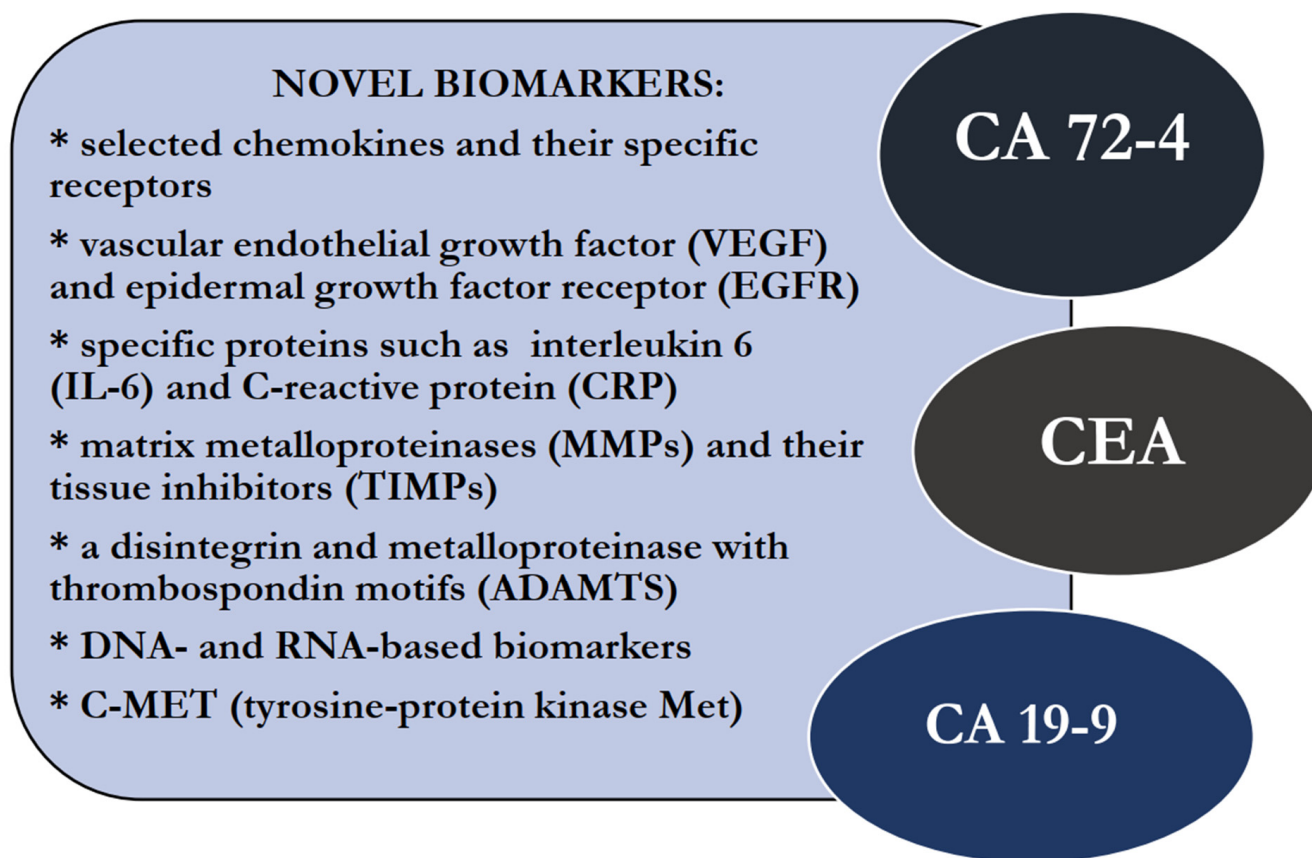 NOVEL BIOMARKERS:
* selected chemokines and their specific
receptors
* vascular endothelial growth factor (VEGF)
and epidermal growth factor receptor (EGFR)
* specific proteins such as  interleukin 6
(IL-6) and C-reactive protein (CRP)
* matrix metalloproteinases (MMPs) and their
tissue inhibitors (TIMPs)
* a disintegrin and metalloproteinase with
thrombospondin motifs (ADAMTS)
* DNA- and RNA-based biomarkers
* C-MET (tyrosine-protein kinase Met)
CA 72-4
CEA
CA 19-9